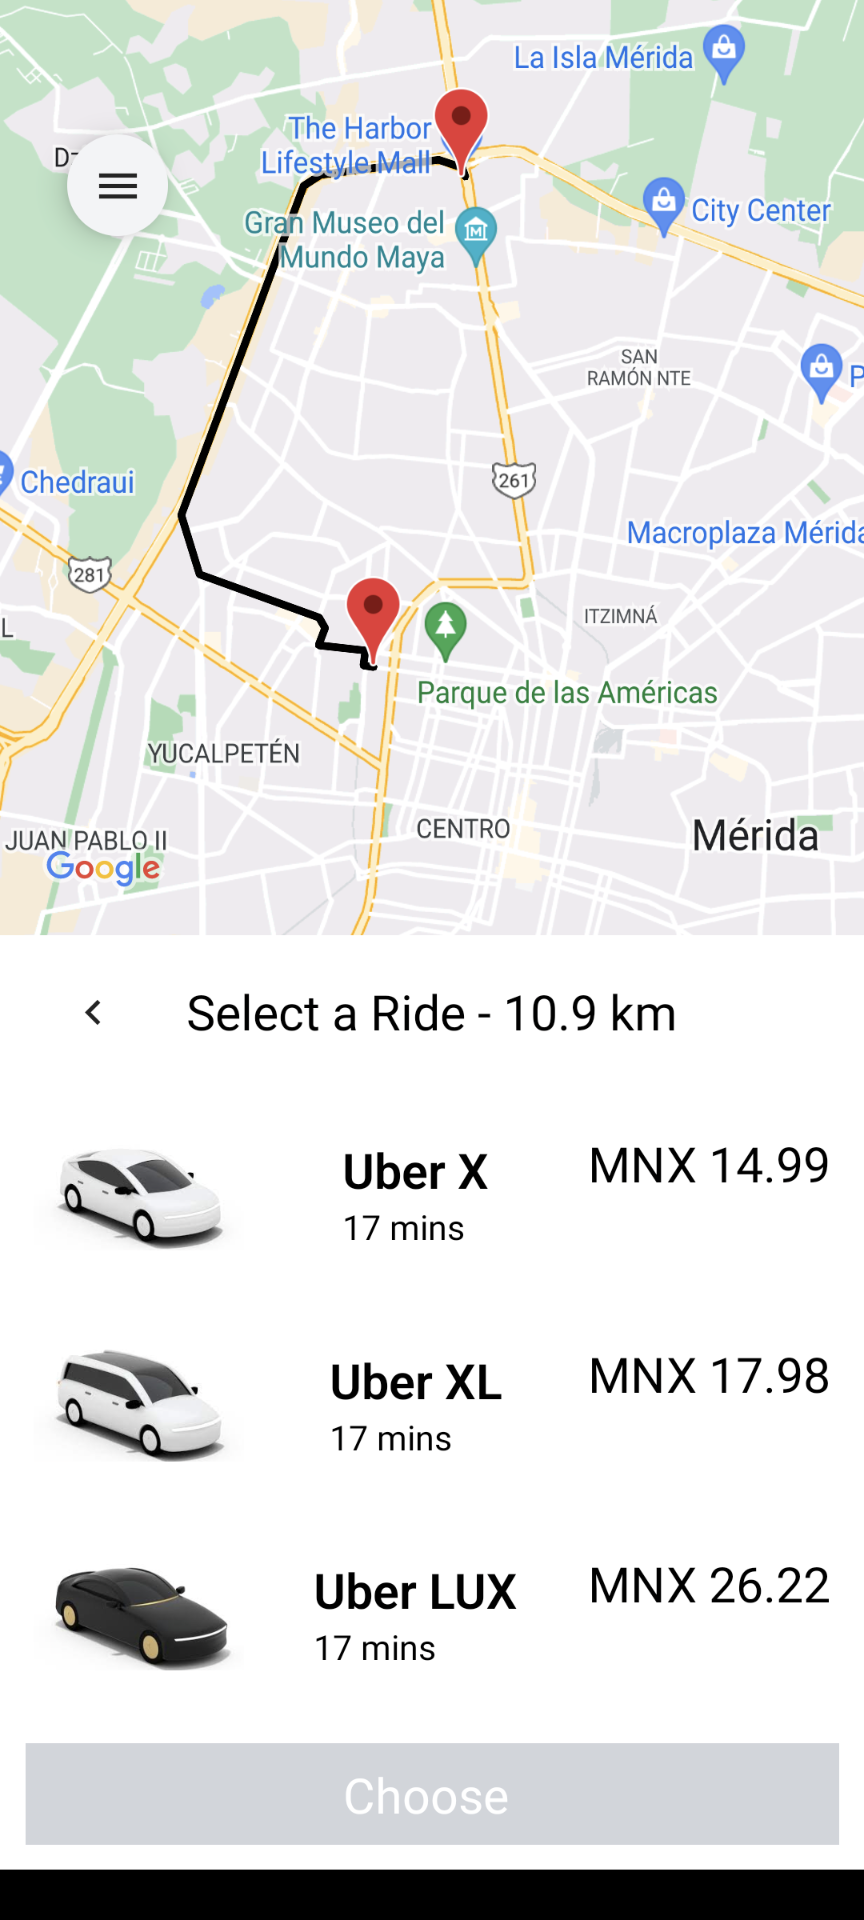 La Isla Mérida
The Harbor
Lifestyle Mall
City Center
Gran Museo del
Mundo Maya
SAN
RAMÓN NTE
P
Chedraui
261
Macroplaza Mérida
281
ITZIMNÁ
L
Parque de las Américas
YUCALPETÉN
CENTRO
Mérida
JUAN PABLO II
Google
Select a Ride - 10.9 km
Uber X
MNX 14.99
17 mins
Uber XL
MNX 17.98
17 mins
Uber LUX
MNX 26.22
17 mins
Choose